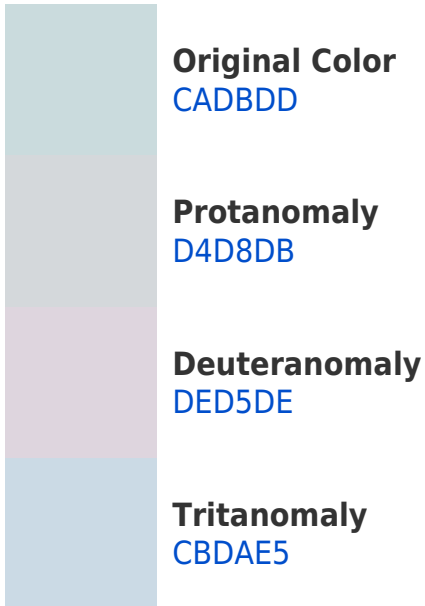 Original Color
CADBDD
Protanomaly
D4D8DB
Deuteranomaly
DED5DE
Tritanomaly
CBDAE5